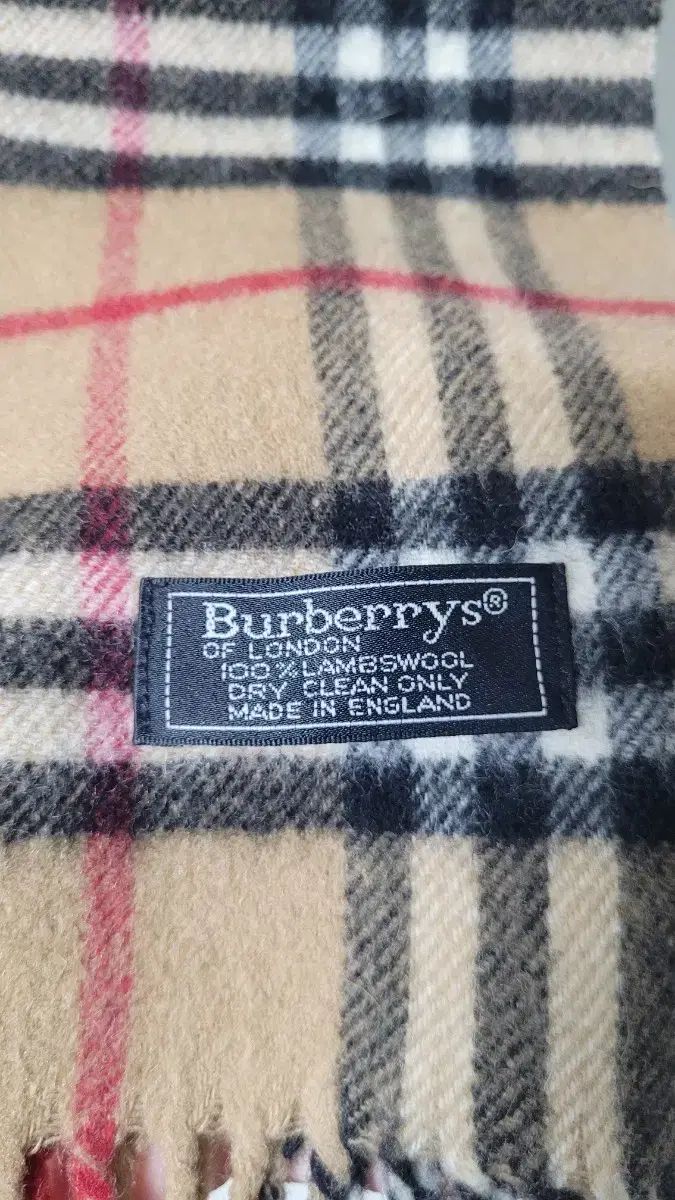 Burberrys®
OF LONDON
100% LAMBSWOOL
DRY CLEAN ONLY
MADE IN ENGLAND